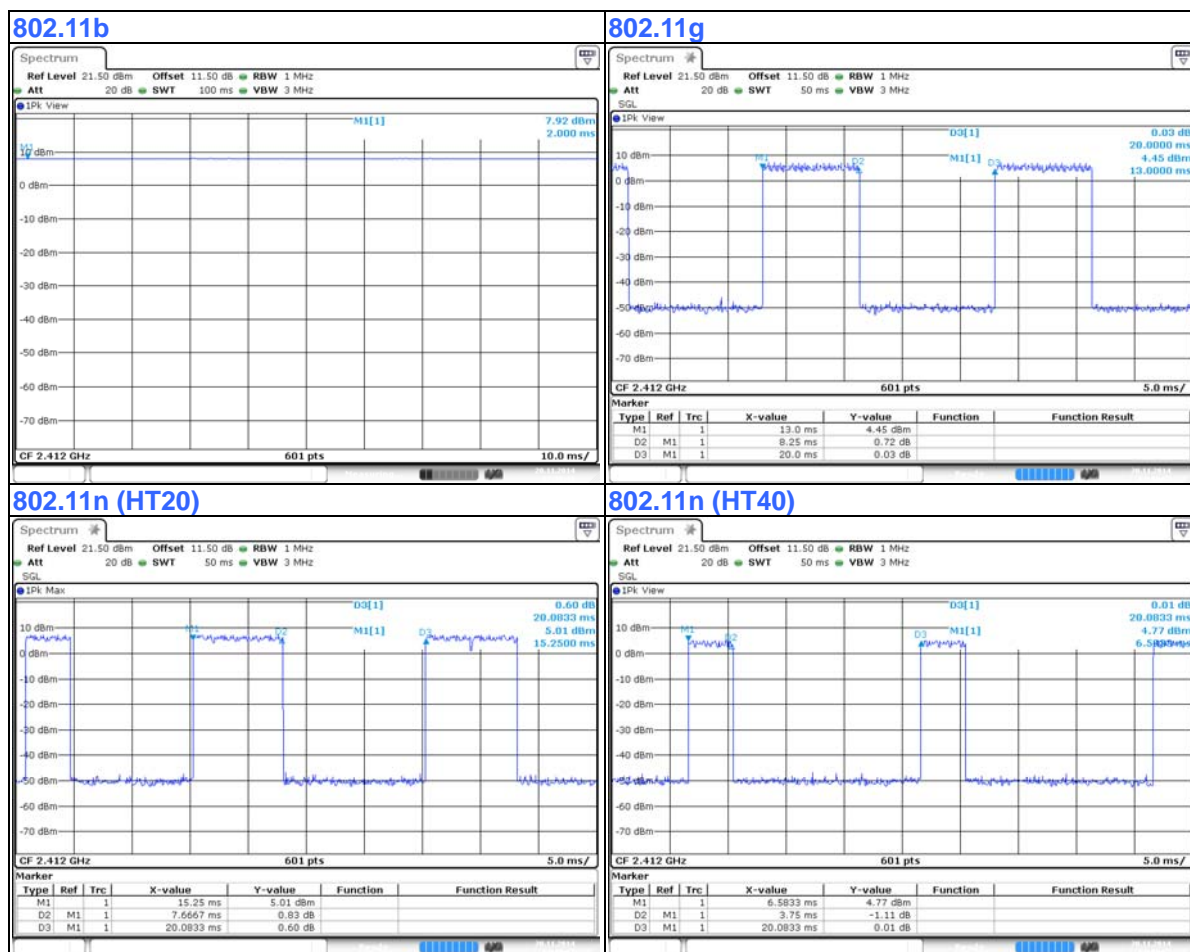 802.11b
Spectrum
Ref Level 21.50 dBm Offset 11.50 dB RBW 1 MHz
Att 20 dB SWT 100 ms VBW 3 MHz
1Pk View
M1[1] 7.92 dBm
2.000 ms
M1
10 dBm
0 dBm
-10 dBm
-20 dBm
-30 dBm
-40 dBm
-50 dBm
-60 dBm
-70 dBm
CF 2.412 GHz 601 pts 10.0 ms/
802.11g
Spectrum
Ref Level 21.50 dBm Offset 11.50 dB RBW 1 MHz
Att 20 dB SWT 50 ms VBW 3 MHz
SGL
1Pk View
D3[1] 0.03 dB
20.0000 ms
M1[1] 4.45 dBm
13.0000 ms
M1 D2 D3
10 dBm
0 dBm
-10 dBm
-20 dBm
-30 dBm
-40 dBm
-50 dBm
-60 dBm
-70 dBm
CF 2.412 GHz 601 pts 5.0 ms/
Marker
Type Ref Trc X-value Y-value Function Function Result
M1 1 13.0 ms 4.45 dBm
D2 M1 1 8.25 ms 0.72 dB
D3 M1 1 20.0 ms 0.03 dB
802.11n (HT20)
Spectrum
Ref Level 21.50 dBm Offset 11.50 dB RBW 1 MHz
Att 20 dB SWT 50 ms VBW 3 MHz
SGL
1Pk Max
D3[1] 0.60 dB
20.0833 ms
M1[1] 5.01 dBm
15.2500 ms
M1 D2 D3
10 dBm
0 dBm
-10 dBm
-20 dBm
-30 dBm
-40 dBm
-50 dBm
-60 dBm
-70 dBm
CF 2.412 GHz 601 pts 5.0 ms/
Marker
Type Ref Trc X-value Y-value Function Function Result
M1 1 15.25 ms 5.01 dBm
D2 M1 1 7.6667 ms 0.83 dB
D3 M1 1 20.0833 ms 0.60 dB
802.11n (HT40)
Spectrum
Ref Level 21.50 dBm Offset 11.50 dB RBW 1 MHz
Att 20 dB SWT 50 ms VBW 3 MHz
SGL
1Pk View
D3[1] 0.01 dB
20.0833 ms
M1[1] 4.77 dBm
M1 D2 D3
10 dBm
0 dBm
-10 dBm
-20 dBm
-30 dBm
-40 dBm
-50 dBm
-60 dBm
-70 dBm
CF 2.412 GHz 601 pts 5.0 ms/
Marker
Type Ref Trc X-value Y-value Function Function Result
M1 1 6.5833 ms 4.77 dBm
D2 M1 1 3.75 ms -1.11 dB
D3 M1 1 20.0833 ms 0.01 dB